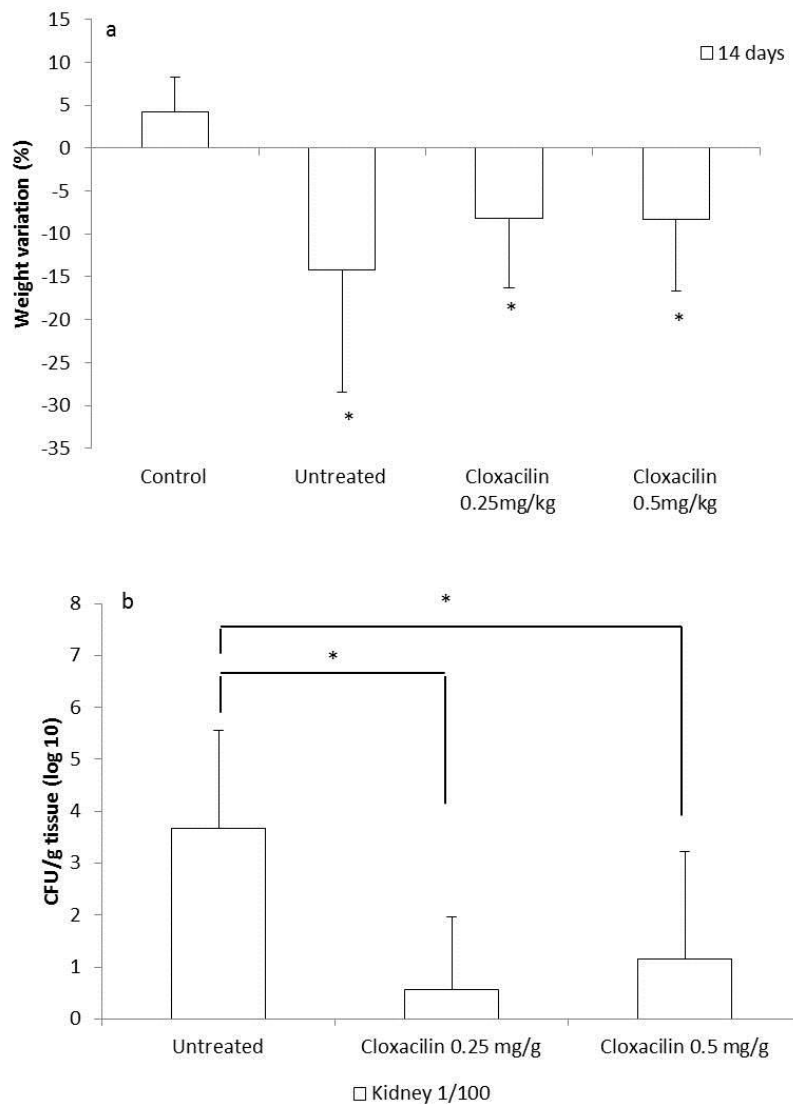 a
14 days
15
10
5
0
-5
-10
-15
-20
-25
-30
-35
Weight variation (%)
*
*
*
Control
Untreated
Cloxacilin
0.25mg/kg
Cloxacilin
0.5mg/kg
b
8
7
6
5
4
3
2
1
0
CFU/g tissue (log 10)
*
*
Untreated
Cloxacilin 0.25 mg/g
Cloxacilin 0.5 mg/g
Kidney 1/100